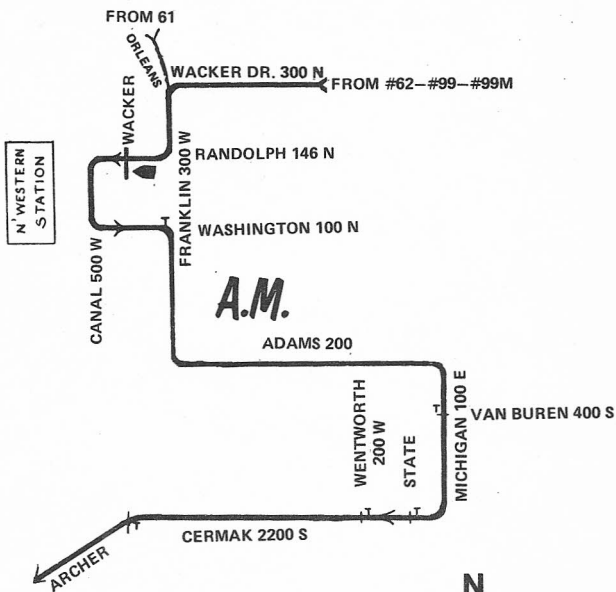 FROM 61
ORLEANS
WACKER DR. 300 N
FROM #62–#99–#99M
WACKER
RANDOLPH 146 N
N'WESTERN
STATION
FRANKLIN 300 W
T
WASHINGTON 100 N
CANAL 500 W
A.M.
ADAMS 200
MICHIGAN 100 E
T
VAN BUREN 400 S
WENTWORTH
200 W
STATE
T
T
CERMAK 2200 S
T
ARCHER
N